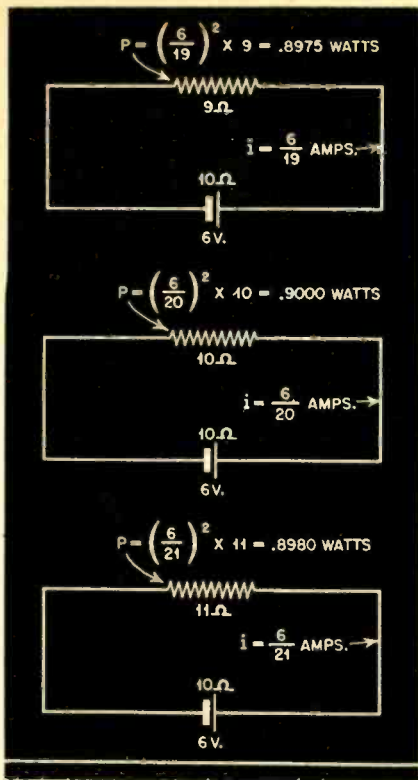 P = (6/19)² X 9 = .8975 WATTS
9Ω
i = 6/19 AMPS.
10Ω
6V.
P = (6/20)² X 10 = .9000 WATTS
10Ω
i = 6/20 AMPS.
10Ω
6V.
P = (6/21)² X 11 = .8980 WATTS
11Ω
i = 6/21 AMPS.
10Ω
6V.